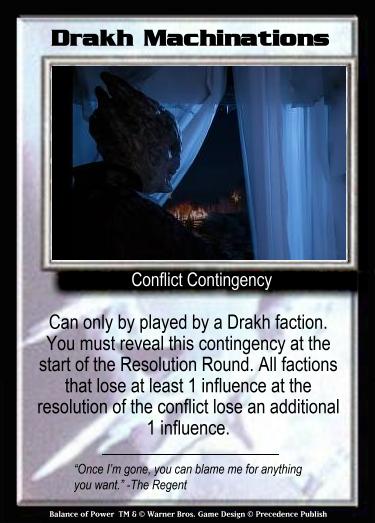 Drakh Machinations
Conflict Contingency
Can only by played by a Drakh faction.
You must reveal this contingency at the
start of the Resolution Round. All factions
that lose at least 1 influence at the
resolution of the conflict lose an additional
1 influence.
“Once I'm gone, you can blame me for anything
you want.” -The Regent
Balance of Power TM & © Warner Bros. Game Design © Precedence Publish